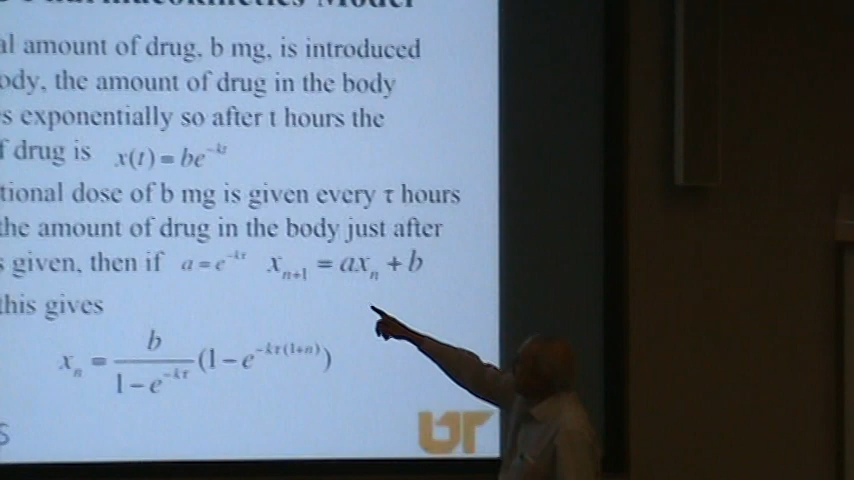 Pharmacokinetics Model
al amount of drug, b mg, is introduced
ody, the amount of drug in the body
s exponentially so after t hours the
f drug is x(t) = be^{-kt}
tional dose of b mg is given every τ hours
the amount of drug in the body just after
s given, then if a = e^{-kτ} x_{n+1} = ax_n + b
this gives
x_n = \frac{b}{1 - e^{-kτ}}(1 - e^{-kτ(1+n)})
S
UT